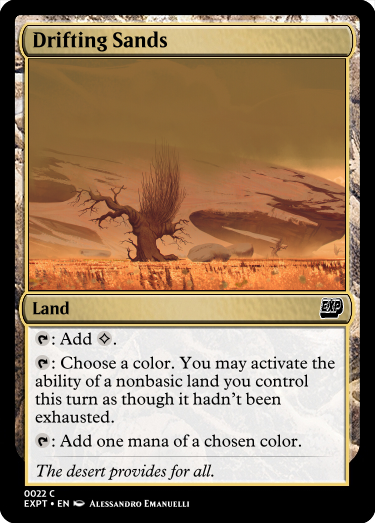 Drifting Sands
Land
EXP
: Add .
: Choose a color. You may activate the
ability of a nonbasic land you control
this turn as though it hadn't been
exhausted.
: Add one mana of a chosen color.
The desert provides for all.
0022 C
EXPT • EN Alessandro Emanuelli